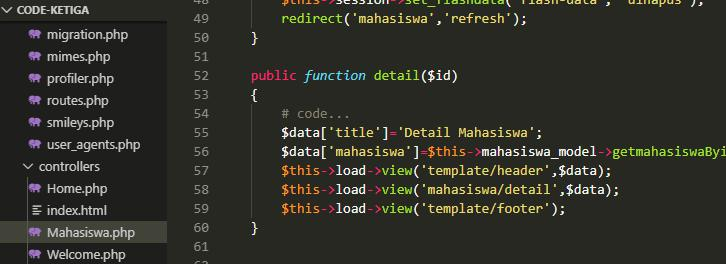 CODE-KETIGA
migration.php
mimes.php
profiler.php
routes.php
smileys.php
user_agents.php
controllers
Home.php
index.html
Mahasiswa.php
Welcome.php
48 $this->session->set_flashdata('flash-data', 'dihapus');
49 redirect('mahasiswa','refresh');
50 }
51
52 public function detail($id)
53 {
54 # code...
55 $data['title']='Detail Mahasiswa';
56 $data['mahasiswa']=$this->mahasiswa_model->getmahasiswaByi
57 $this->load->view('template/header',$data);
58 $this->load->view('mahasiswa/detail',$data);
59 $this->load->view('template/footer');
60 }
61